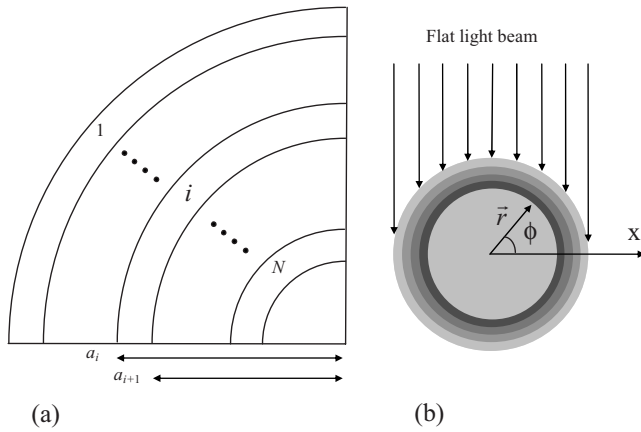 Flat light beam
1
i
N
r
ϕ
X
a_i
a_{i+1}
(a)
(b)